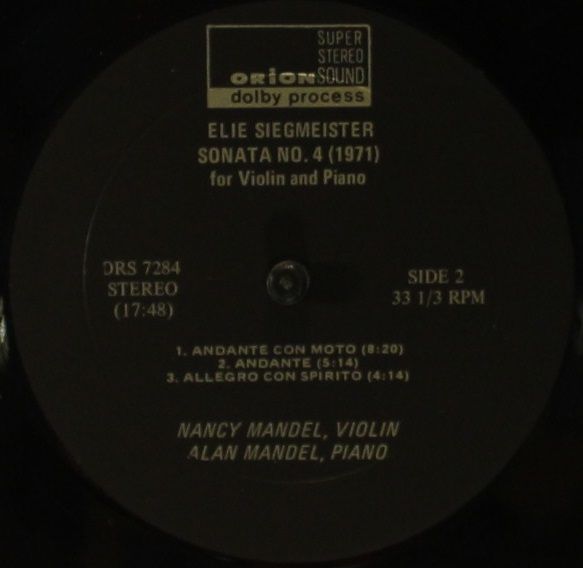 SUPER
STEREO
ORION SOUND
dolby process
ELIE SIEGMEISTER
SONATA NO. 4 (1971)
for Violin and Piano
ORS 7284
STEREO
(17:48)
SIDE 2
33 1/3 RPM
1. ANDANTE CON MOTO (8:20)
2. ANDANTE (5:14)
3. ALLEGRO CON SPIRITO (4:14)
NANCY MANDEL, VIOLIN
ALAN MANDEL, PIANO